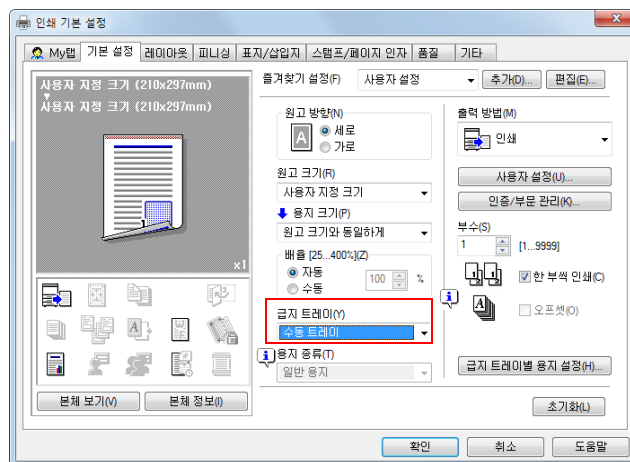 인쇄 기본 설정
My탭 기본 설정 레이아웃 피니싱 표지/삽입지 스탬프/페이지 인자 품질 기타
사용자 지정 크기 (210x297mm)
사용자 지정 크기 (210x297mm)
1
x1
본체 보기(V) 본체 정보(I)
즐겨찾기 설정(F) 사용자 설정 추가(D)... 편집(E)...
원고 방향(N)
A
세로
가로
원고 크기(R)
사용자 지정 크기
용지 크기(P)
원고 크기와 동일하게
배율 [25...400%](Z)
자동
수동
100 %
급지 트레이(Y)
수동 트레이
용지 종류(T)
일반 용지
출력 방법(M)
인쇄
사용자 설정(U)...
인증/부문 관리(K)...
부수(S)
1 [1...9999]
한 부씩 인쇄(C)
오프셋(O)
급지 트레이별 용지 설정(H)...
초기화(L)
확인 취소 도움말